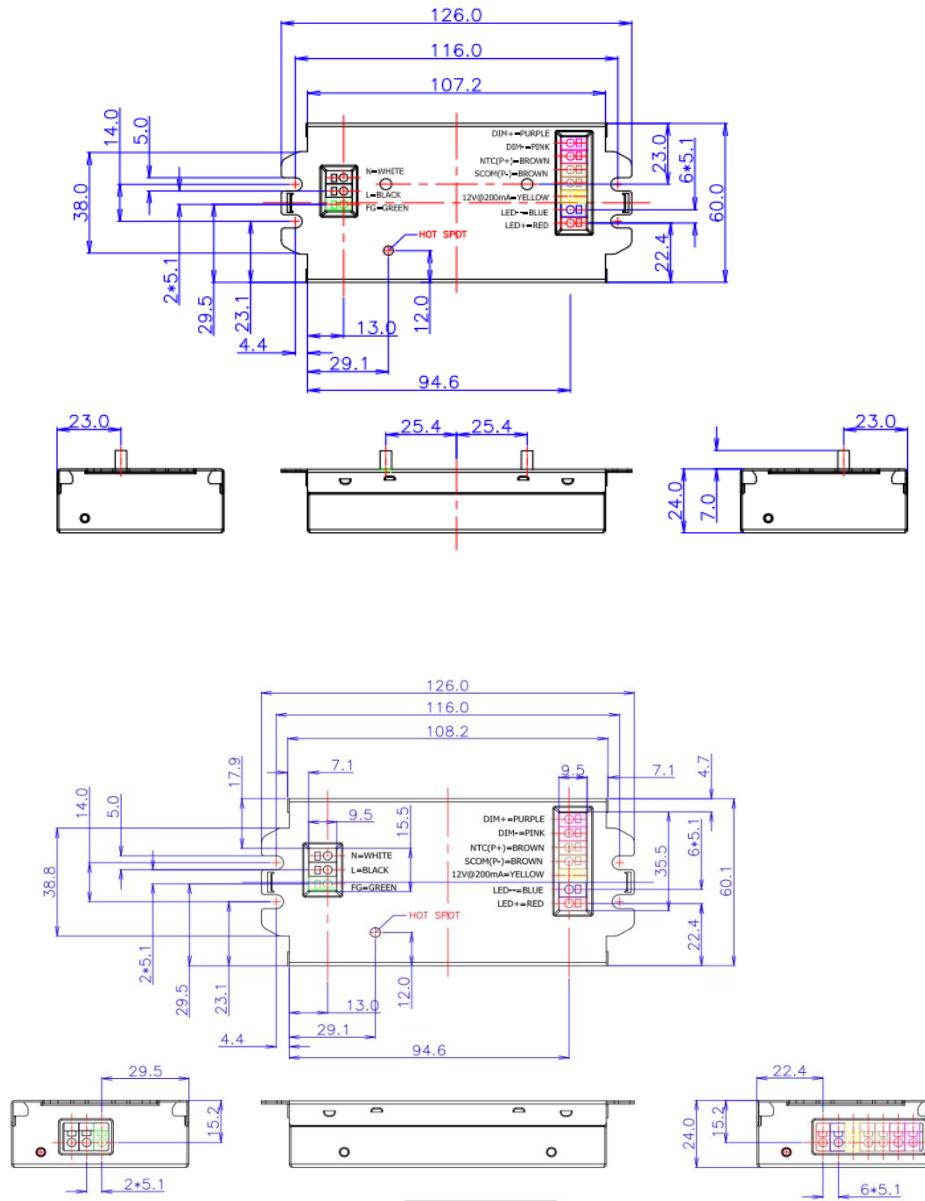 126.0
116.0
107.2
14.0
5.0
38.0
2*5.1
29.5
23.1
4.4
13.0
29.1
12.0
94.6
N=WHITE
L=BLACK
FG=GREEN
HOT SPOT
DIM+=PURPLE
DIM-=PINK
NTC(P+)=BROWN
SCOM(P-)=BROWN
12V@200mA=YELLOW
LED-=BLUE
LED+=RED
23.0
6*5.1
60.0
22.4
23.0
25.4
25.4
23.0
24.0
7.0
126.0
116.0
108.2
17.9
7.1
9.5
15.5
14.0
5.0
38.8
2*5.1
29.5
23.1
4.4
13.0
29.1
12.0
94.6
N=WHITE
L=BLACK
FG=GREEN
HOT SPOT
9.5
7.1
4.7
DIM+=PURPLE
DIM-=PINK
NTC(P+)=BROWN
SCOM(P-)=BROWN
12V@200mA=YELLOW
LED-=BLUE
LED+=RED
35.5
6*5.1
60.1
22.4
29.5
15.2
2*5.1
22.4
24.0
15.2
6*5.1